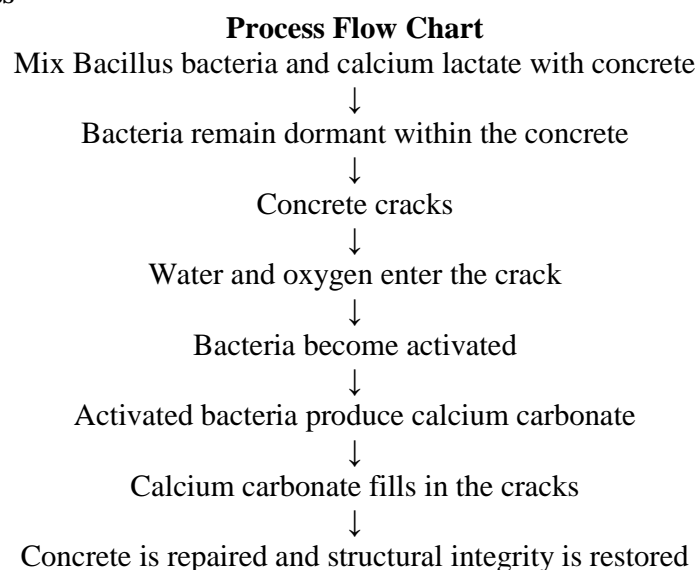 Process Flow Chart
Mix Bacillus bacteria and calcium lactate with concrete
↓
Bacteria remain dormant within the concrete
↓
Concrete cracks
↓
Water and oxygen enter the crack
↓
Bacteria become activated
↓
Activated bacteria produce calcium carbonate
↓
Calcium carbonate fills in the cracks
↓
Concrete is repaired and structural integrity is restored